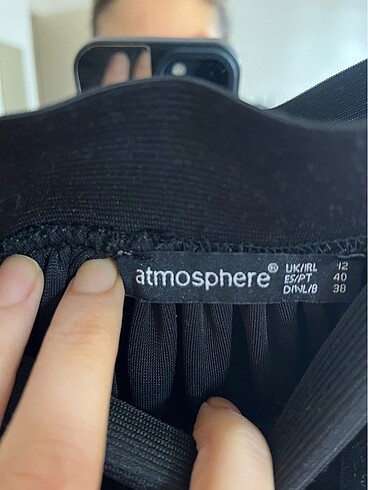 atmosphere®
UK/IRL 12
ES/PT 40
D/NL/B 38